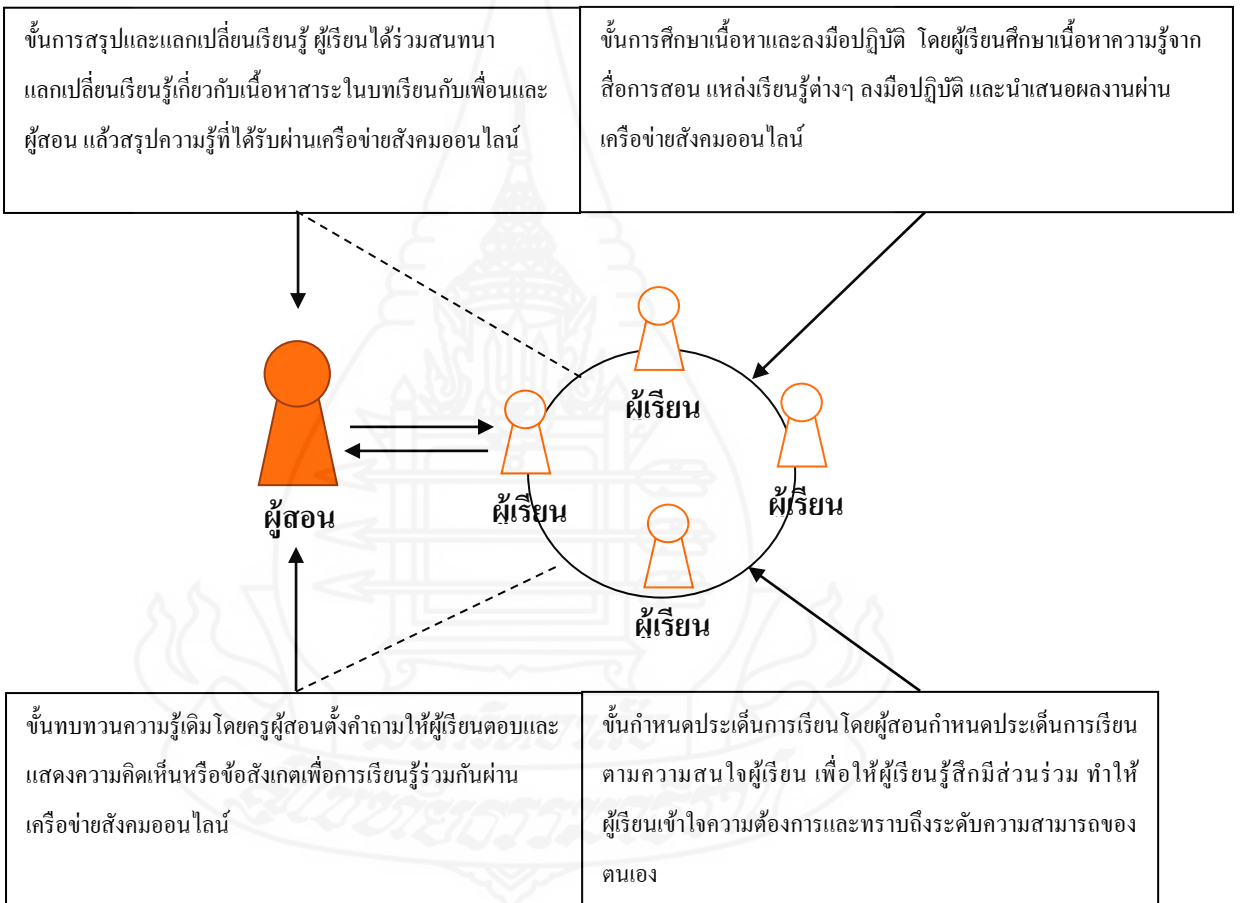 ขั้นการสรุปและแลกเปลี่ยนเรียนรู้ ผู้เรียนได้ร่วมสนทนา
แลกเปลี่ยนเรียนรู้เกี่ยวกับเนื้อหาสาระในบทเรียนกับเพื่อนและ
ผู้สอน แล้วสรุปความรู้ที่ได้รับผ่านเครือข่ายสังคมออนไลน์
ขั้นการศึกษาเนื้อหาและลงมือปฏิบัติ โดยผู้เรียนศึกษาเนื้อหาความรู้จาก
สื่อการสอน แหล่งเรียนรู้ต่างๆ ลงมือปฏิบัติ และนำเสนอผลงานผ่าน
เครือข่ายสังคมออนไลน์
ผู้เรียน
ผู้สอน
ผู้เรียน
ผู้เรียน
ผู้เรียน
ขั้นทบทวนความรู้เดิมโดยครูผู้สอนตั้งคำถามให้ผู้เรียนตอบและ
แสดงความคิดเห็นหรือข้อสังเกตเพื่อการเรียนรู้ร่วมกันผ่าน
เครือข่ายสังคมออนไลน์
ขั้นกำหนดประเด็นการเรียนโดยผู้สอนกำหนดประเด็นการเรียน
ตามความสนใจผู้เรียน เพื่อให้ผู้เรียนรู้สึกมีส่วนร่วม ทำให้
ผู้เรียนเข้าใจความต้องการและทราบถึงระดับความสามารถของ
ตนเอง